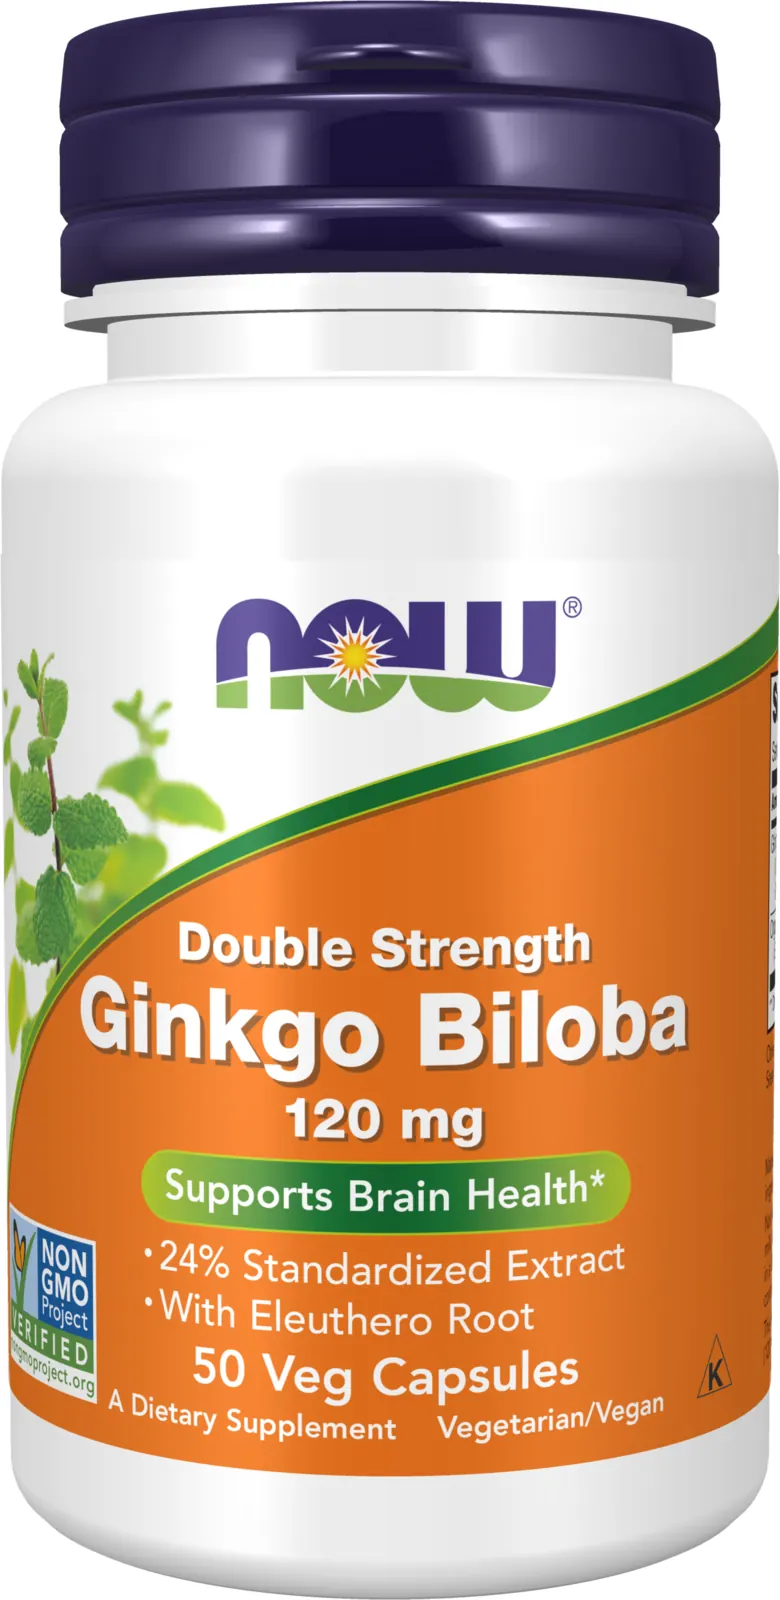 NOW®
Double Strength
Ginkgo Biloba
120 mg
Supports Brain Health*
• 24% Standardized Extract
• With Eleuthero Root
50 Veg Capsules
A Dietary Supplement Vegetarian/Vegan
NON
GMO
Project
VERIFIED
ngmoproject.org
K